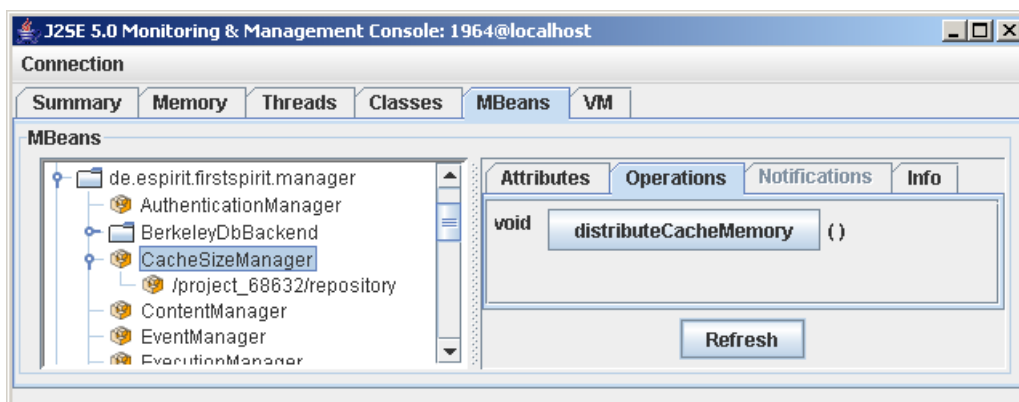 J2SE 5.0 Monitoring & Management Console: 1964@localhost
Connection
Summary Memory Threads Classes MBeans VM
MBeans
de.espirit.firstspirit.manager
AuthenticationManager
BerkeleyDbBackend
CacheSizeManager
/project_68632/repository
ContentManager
EventManager
ExecutionManager
Attributes Operations Notifications Info
void distributeCacheMemory ()
Refresh